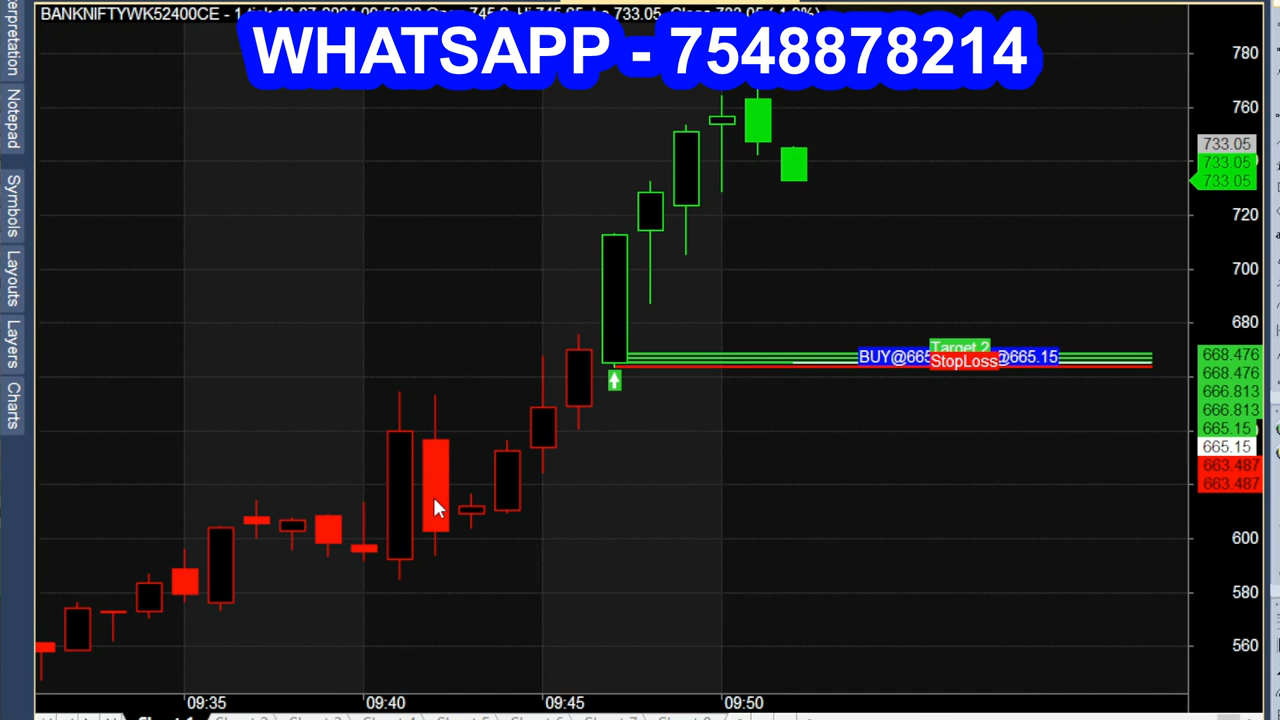 BANKNIFTYWK52400CE - 1 tick
WHATSAPP - 7548878214
Notepad
Symbols
Layouts
Layers
Charts
780
760
733.05
733.05
733.05
720
700
680
Target 2
BUY@665
@665.15
StopLoss
668.476
668.476
666.813
666.813
665.15
665.15
663.487
663.487
600
580
560
09:35
09:40
09:45
09:50